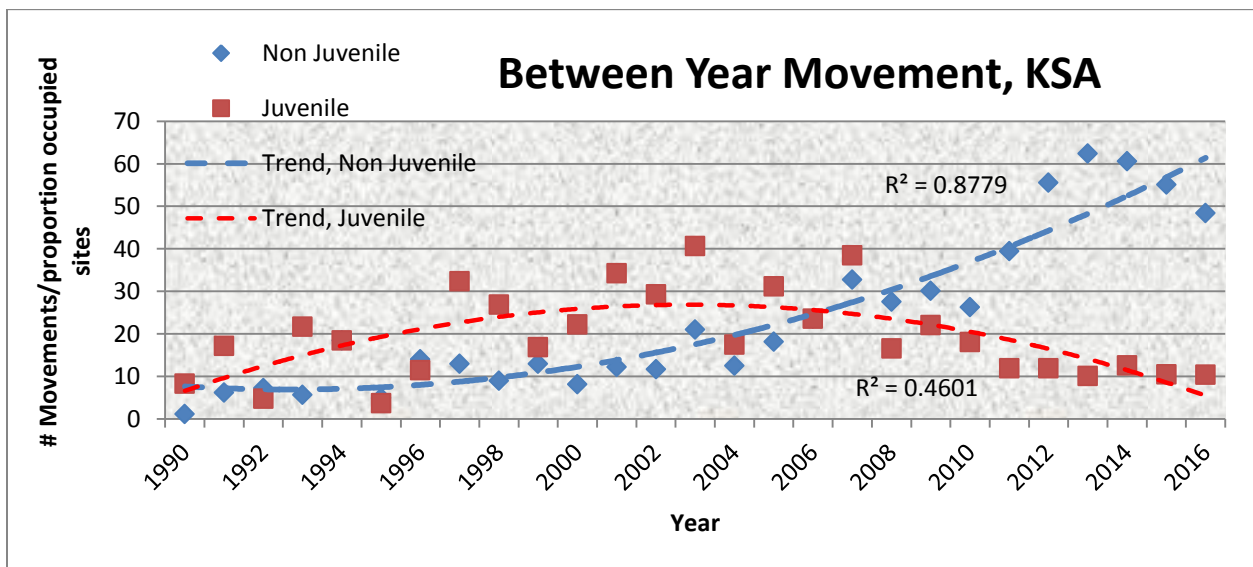 Between Year Movement, KSA
Non Juvenile
Juvenile
Trend, Non Juvenile
Trend, Juvenile
# Movements/proportion occupied
sites
70
60
50
40
30
20
10
0
R² = 0.8779
R² = 0.4601
1990
1992
1994
1996
1998
2000
2002
2004
2006
2008
2010
2012
2014
2016
Year